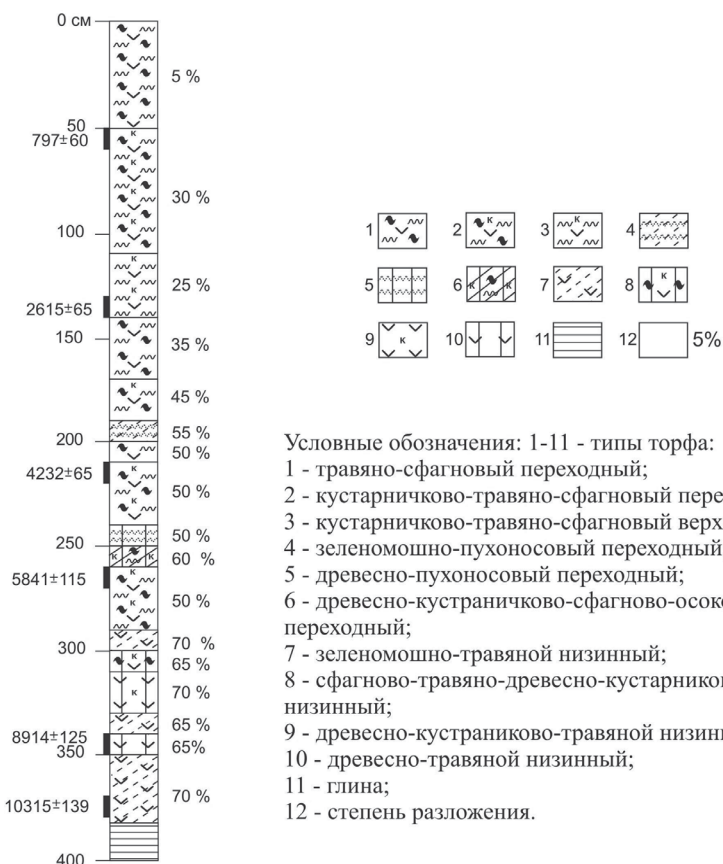 0 см
5 %
50
797±60
30 %
100
25 %
2615±65
150
35 %
45 %
200
55 %
50 %
4232±65
50 %
250
50 %
60 %
5841±115
50 %
300
70 %
65 %
70 %
65 %
8914±125
65%
350
10315±139
70 %
400
1 2 3 4
5 6 7 8
9 10 11 12 5%
Условные обозначения: 1-11 - типы торфа:
1 - травяно-сфагновый переходный;
2 - кустарничково-травяно-сфагновый пере
3 - кустарничково-травяно-сфагновый верх
4 - зеленомошно-пухоносовый переходный
5 - древесно-пухоносовый переходный;
6 - древесно-кустраничково-сфагново-осоко
переходный;
7 - зеленомошно-травяной низинный;
8 - сфагново-травяно-древесно-кустарников
низинный;
9 - древесно-кустраниково-травяной низинн
10 - древесно-травяной низинный;
11 - глина;
12 - степень разложения.